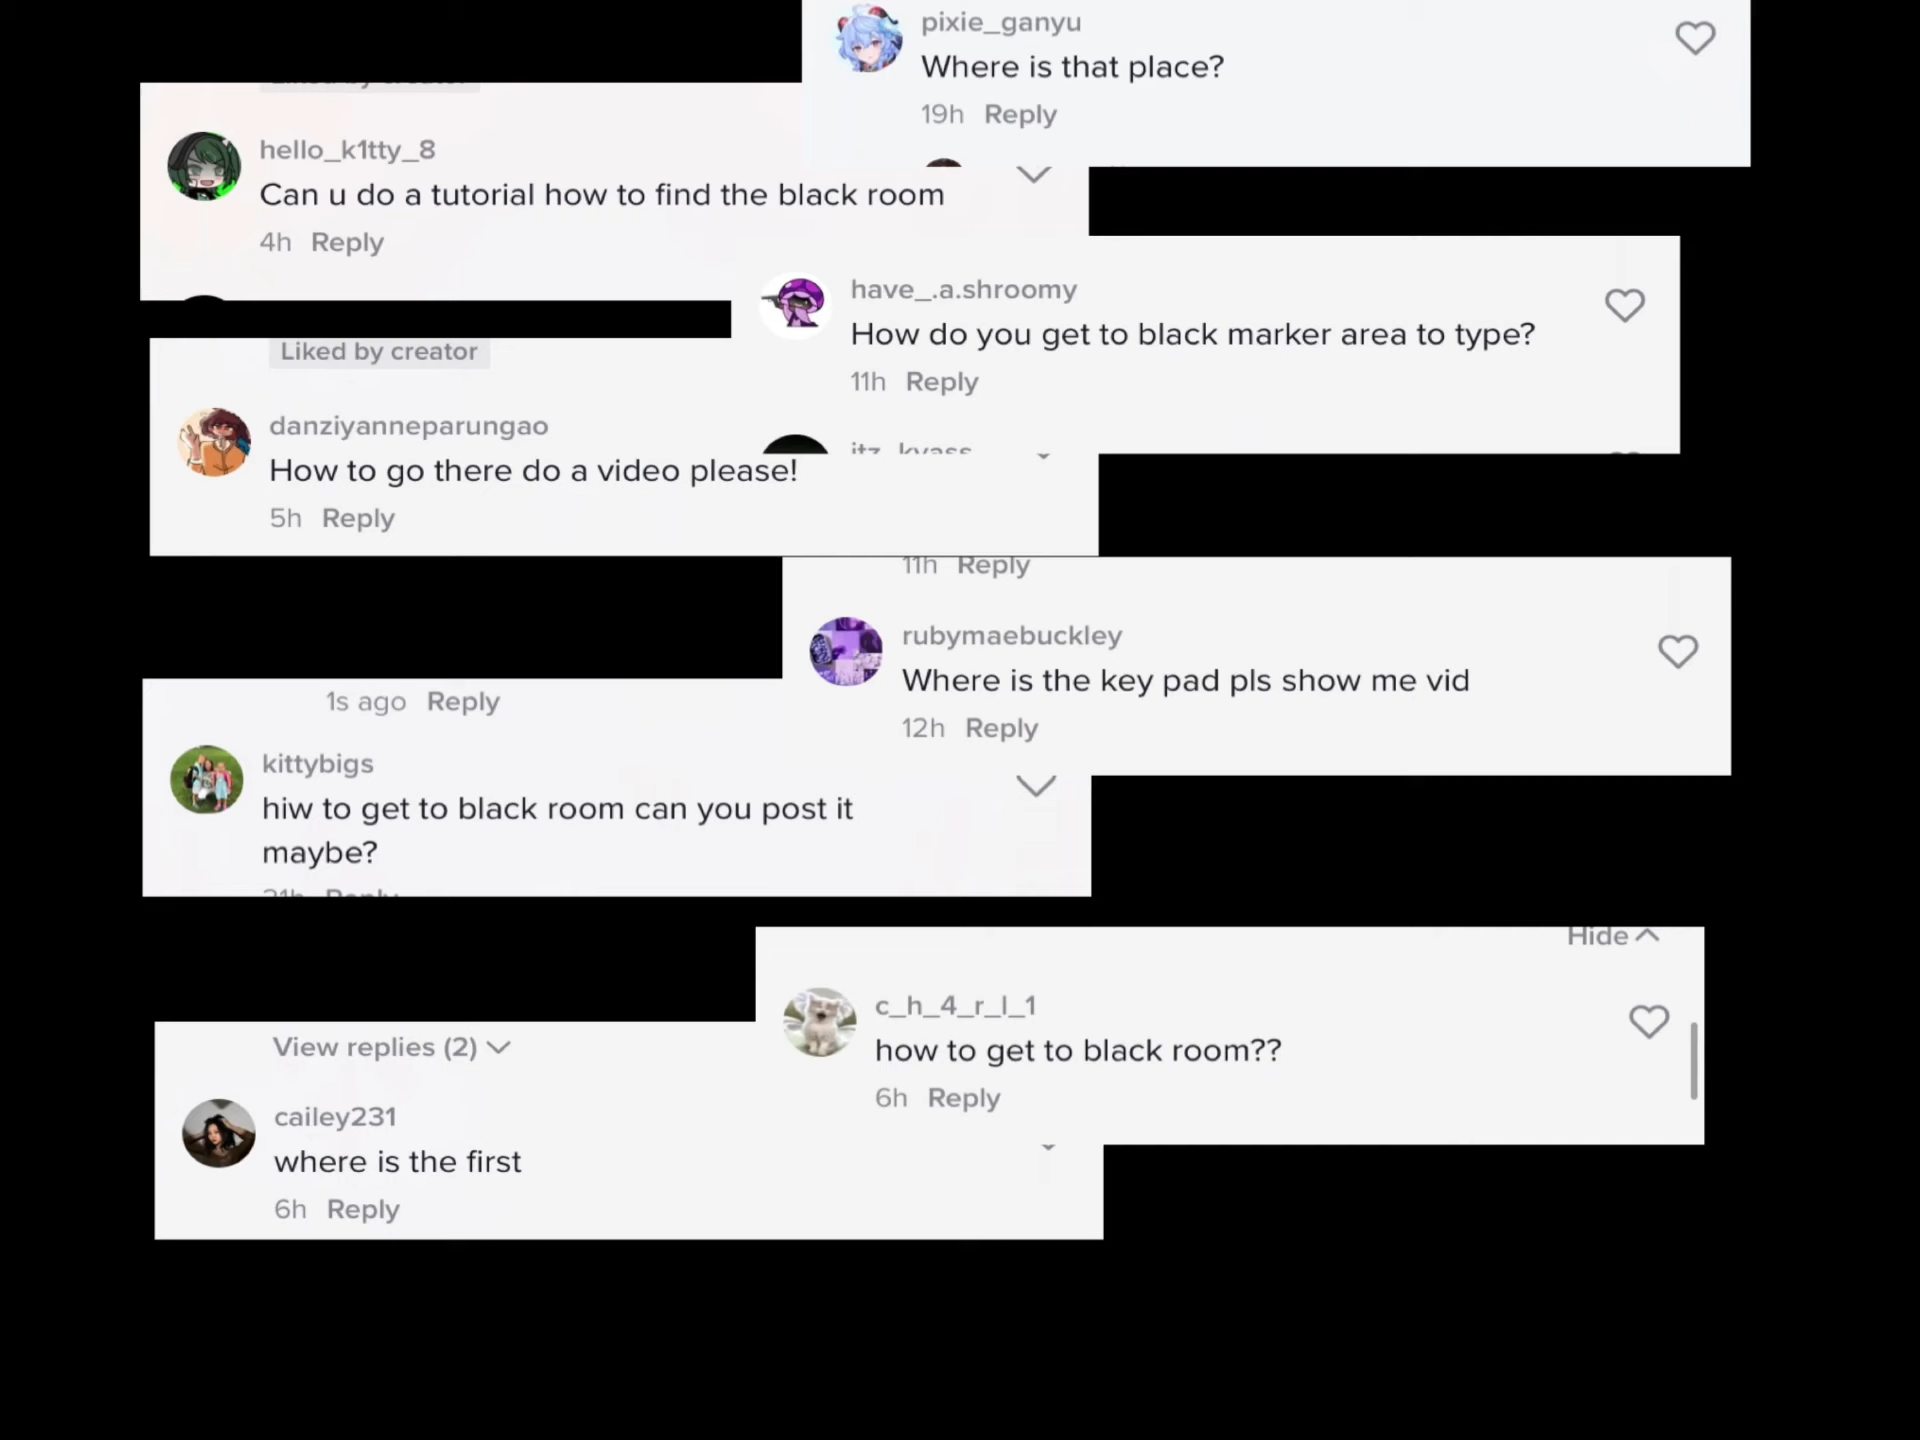 pixie_ganyu
Where is that place?
19h Reply
hello_k1tty_8
Can u do a tutorial how to find the black room
4h Reply
have_.a.shroomy
How do you get to black marker area to type?
11h Reply
Liked by creator
danziyanneparungao
How to go there do a video please!
5h Reply
11h Reply
rubymaebuckley
Where is the key pad pls show me vid
12h Reply
1s ago Reply
kittybigs
hiw to get to black room can you post it
maybe?
Hide
c_h_4_r_l_1
how to get to black room??
6h Reply
View replies (2)
cailey231
where is the first
6h Reply